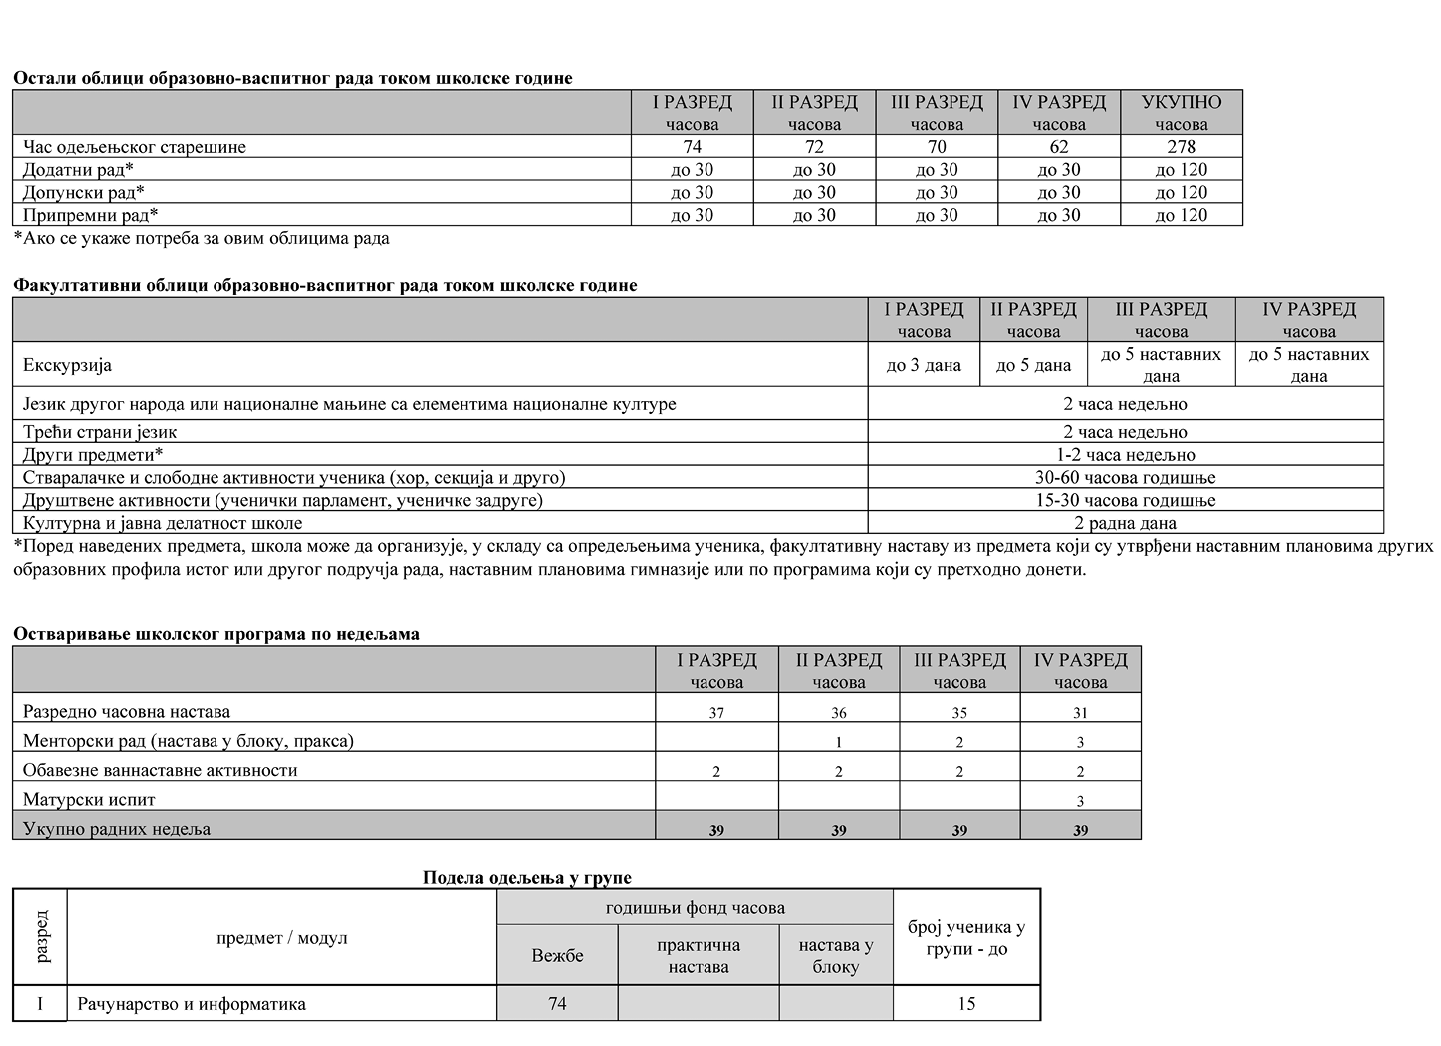 Остали облици образовно-васпитног рада током школске године
I РАЗРЕД часова II РАЗРЕД часова III РАЗРЕД часова IV РАЗРЕД часова УКУПНО часова
Час одељењског старешине 74 72 70 62 278
Додатни рад* до 30 до 30 до 30 до 30 до 120
Допунски рад* до 30 до 30 до 30 до 30 до 120
Припремни рад* до 30 до 30 до 30 до 30 до 120
*Ако се укаже потреба за овим облицима рада
Факултативни облици образовно-васпитног рада током школске године
I РАЗРЕД часова II РАЗРЕД часова III РАЗРЕД часова IV РАЗРЕД часова
Екскурзија до 3 дана до 5 дана до 5 наставних дана до 5 наставних дана
Језик другог народа или националне мањине са елементима националне културе 2 часа недељно
Трећи страни језик 2 часа недељно
Други предмети* 1-2 часа недељно
Стваралачке и слободне активности ученика (хор, секција и друго) 30-60 часова годишње
Друштвене активности (ученички парламент, ученичке задруге) 15-30 часова годишње
Културна и јавна делатност школе 2 радна дана
*Поред наведених предмета, школа може да организује, у складу са опредељењима ученика, факултативну наставу из предмета који су утврђени наставним плановима других
образовних профила истог или другог подручја рада, наставним плановима гимназије или по програмима који су претходно донети.
Остваривање школског програма по недељама
I РАЗРЕД часова II РАЗРЕД часова III РАЗРЕД часова IV РАЗРЕД часова
Разредно часовна настава 37 36 35 31
Менторски рад (настава у блоку, пракса) 1 2 3
Обавезне ваннаставне активности 2 2 2 2
Матурски испит 3
Укупно радних недеља 39 39 39 39
Подела одељења у групе
разред предмет / модул годишњи фонд часова број ученика у групи - до
Вежбе практична настава настава у блоку
I Рачунарство и информатика 74 15